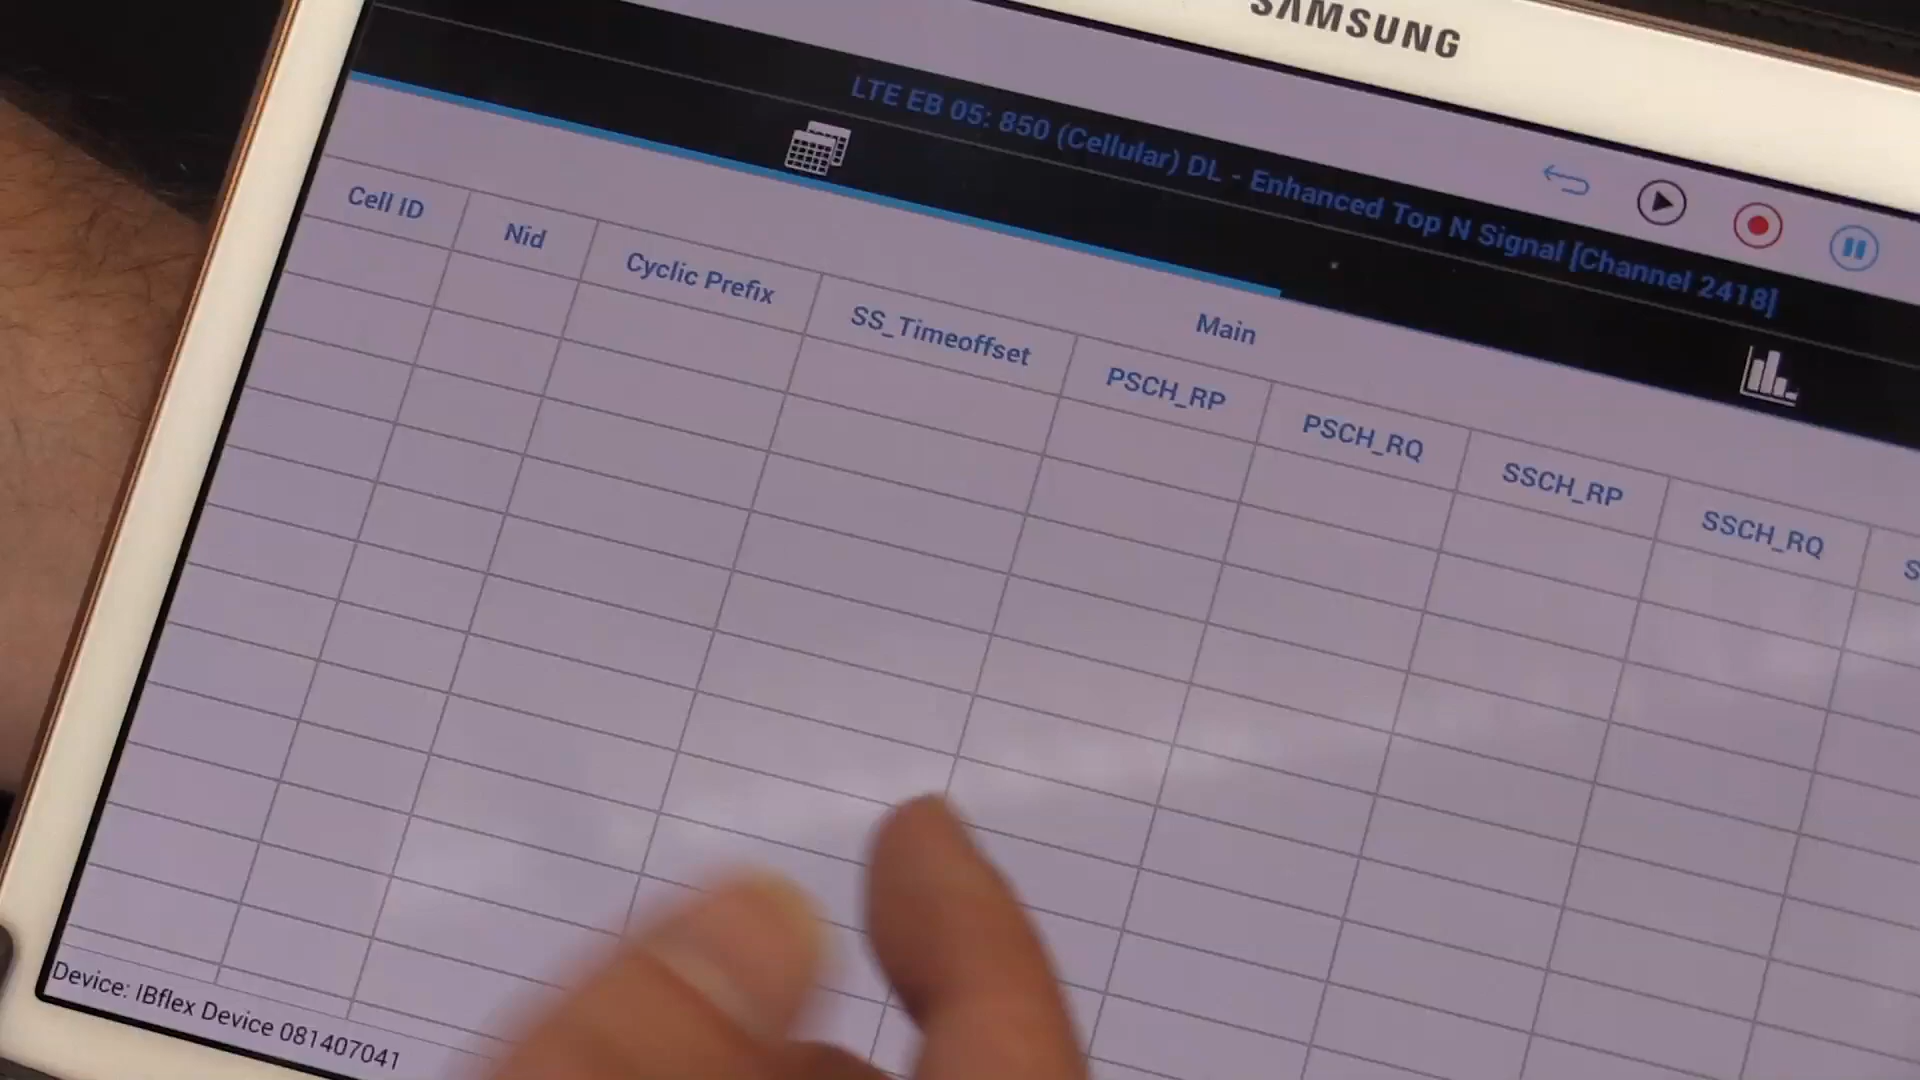 SAMSUNG
LTE EB 05: 850 (Cellular) DL - Enhanced Top N Signal [Channel 2418]
Main
Cell ID
Nid
Cyclic Prefix
SS_Timeoffset
PSCH_RP
PSCH_RQ
SSCH_RP
SSCH_RQ
Device: IBflex Device 081407041